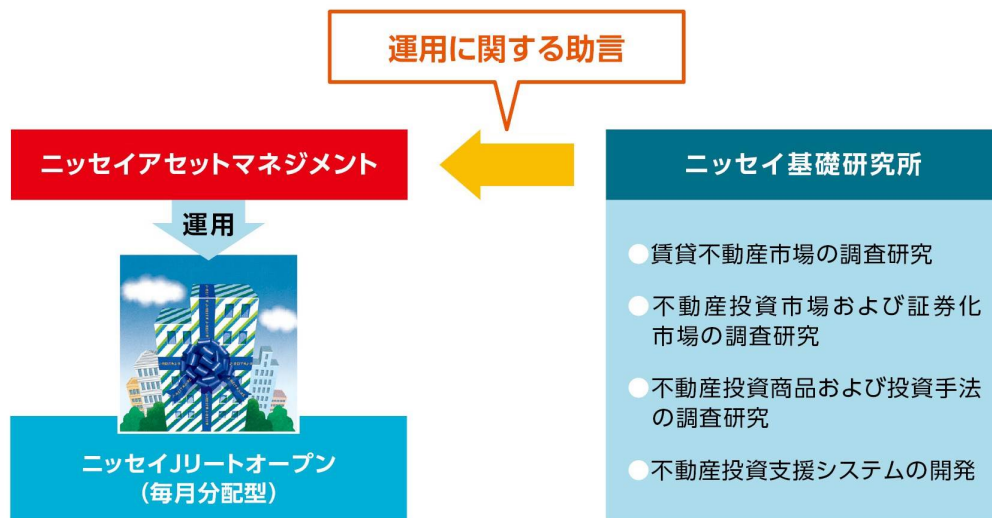 運用に関する助言
ニッセイアセットマネジメント
運用
ニッセイJリートオープン
(毎月分配型)
ニッセイ基礎研究所
●賃貸不動産市場の調査研究
●不動産投資市場および証券化
市場の調査研究
●不動産投資商品および投資手法
の調査研究
●不動産投資支援システムの開発